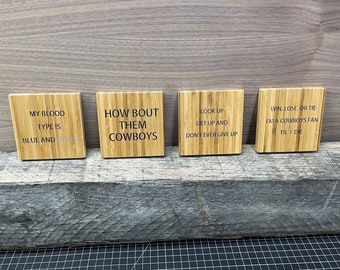 MY BLOOD
TYPE IS
BLUE AND
HOW BOUT
THEM
COWBOYS
LOOK UP
GET UP AND
DON'T EVER GIVE UP
WIN, LOSE, OR TIE
I'M A COWBOYS FAN
TIL I DIE